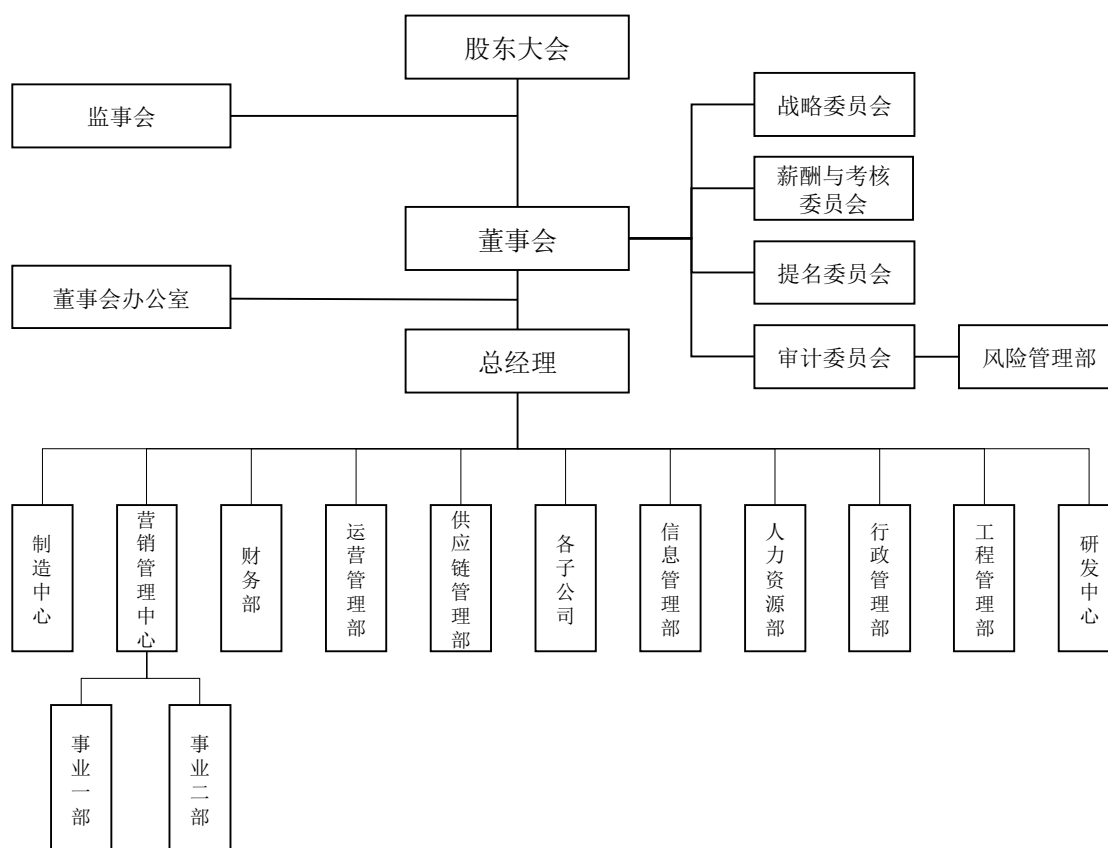 股东大会
监事会
战略委员会
薪酬与考核
委员会
董事会
提名委员会
董事会办公室
总经理
审计委员会
风险管理部
制造中心
营销管理中心
财务部
运营管理部
供应链管理部
各子公司
信息管理部
人力资源部
行政管理部
工程管理部
研发中心
事业一部
事业二部